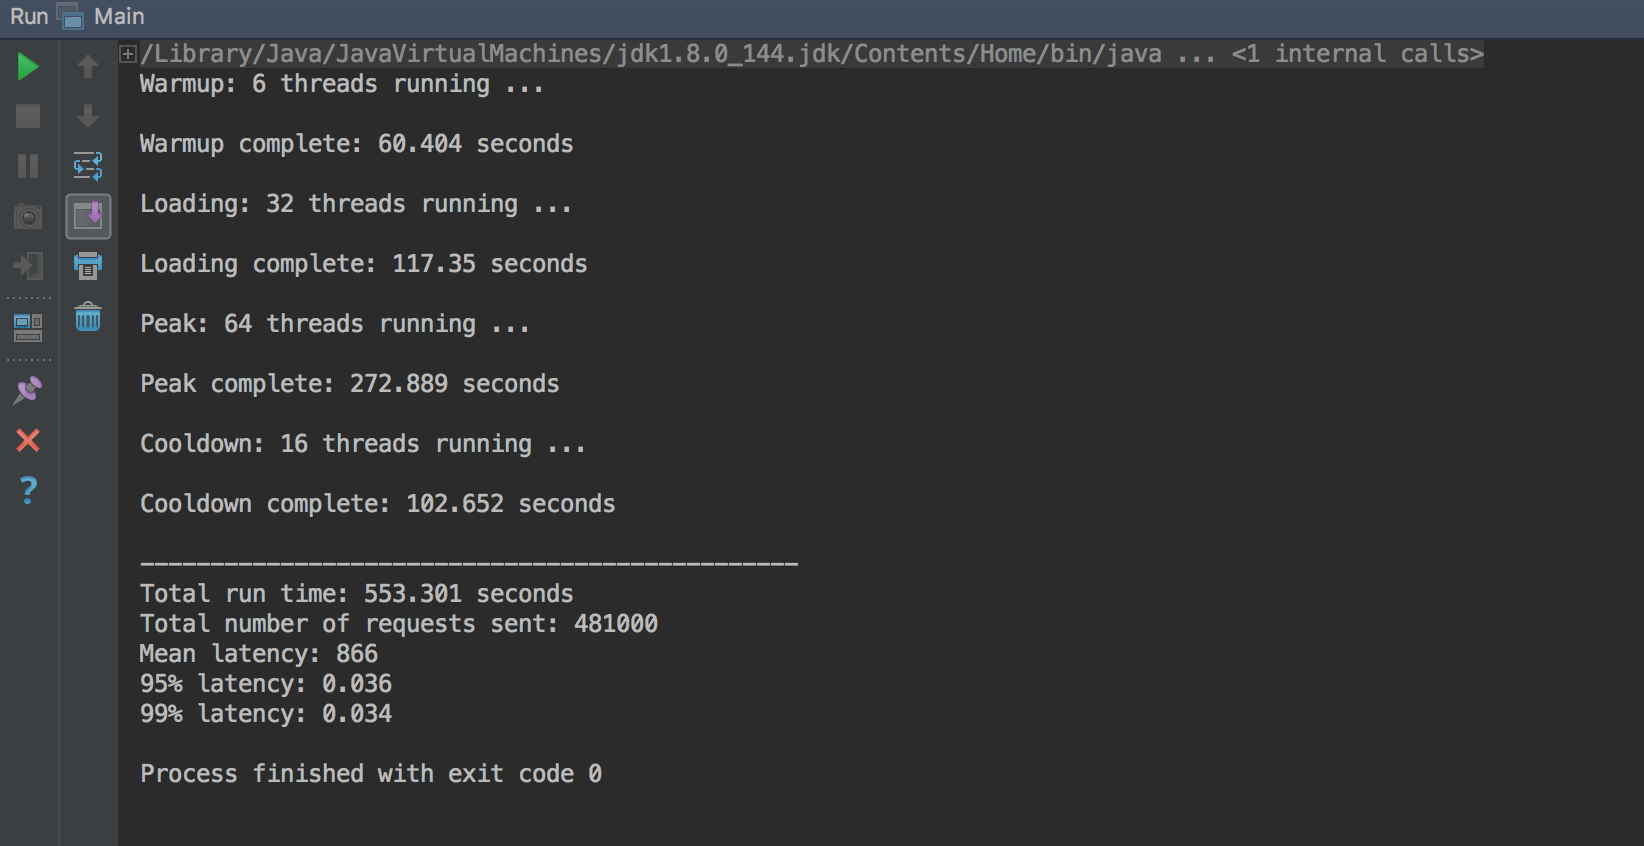 Run Main
/Library/Java/JavaVirtualMachines/jdk1.8.0_144.jdk/Contents/Home/bin/java ... <1 internal calls>
Warmup: 6 threads running ...
Warmup complete: 60.404 seconds
Loading: 32 threads running ...
Loading complete: 117.35 seconds
Peak: 64 threads running ...
Peak complete: 272.889 seconds
Cooldown: 16 threads running ...
Cooldown complete: 102.652 seconds
_______________________________________________
Total run time: 553.301 seconds
Total number of requests sent: 481000
Mean latency: 866
95% latency: 0.036
99% latency: 0.034
Process finished with exit code 0